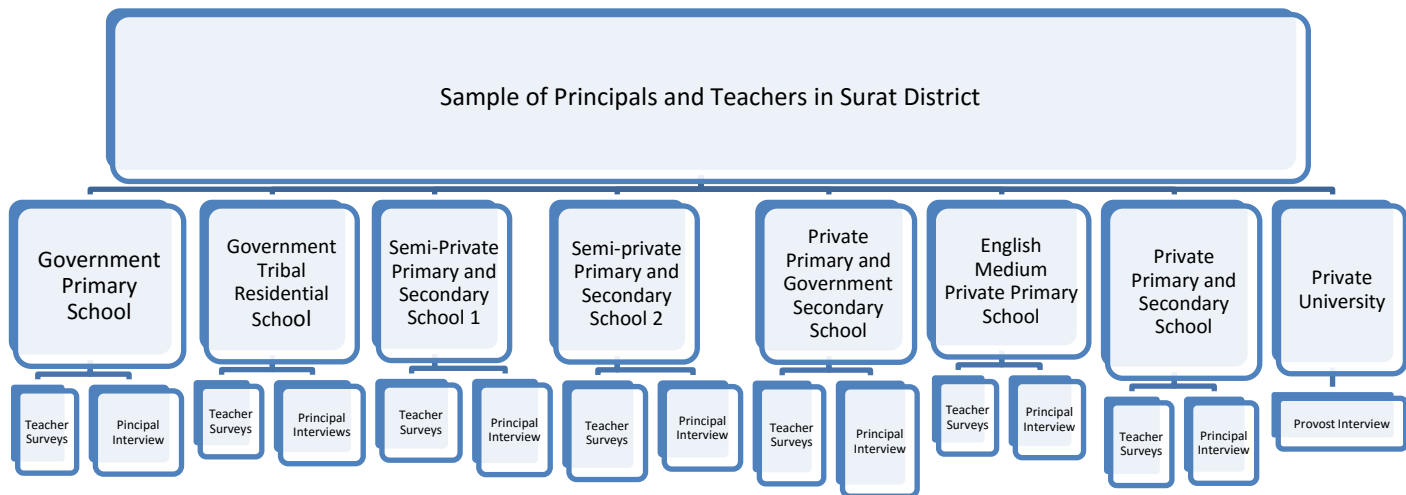 Sample of Principals and Teachers in Surat District
Government
Primary
School
Government
Tribal
Residential
School
Semi-Private
Primary and
Secondary
School 1
Semi-private
Primary and
Secondary
School 2
Private
Primary and
Government
Secondary
School
English
Medium
Private Primary
School
Private
Primary and
Secondary
School
Private
University
Teacher
Surveys
Pincipal
Interview
Teacher
Surveys
Principal
Interviews
Teacher
Surveys
Principal
Interview
Teacher
Surveys
Principal
Interview
Teacher
Surveys
Principal
Interview
Teacher
Surveys
Principal
Interview
Teacher
Surveys
Principal
Interview
Provost Interview